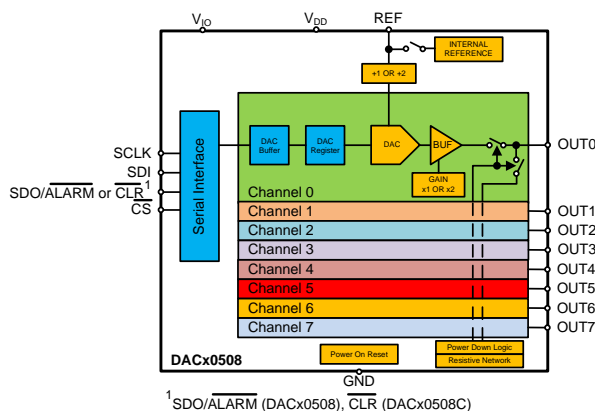 VIO VDD REF
INTERNAL
REFERENCE
÷1 OR ÷2
DAC
Buffer
DAC
Register
DAC
BUF
GAIN
x1 OR x2
Serial Interface
SCLK
SDI
SDO/ALARM or CLR1
CS
Channel 0
Channel 1
Channel 2
Channel 3
Channel 4
Channel 5
Channel 6
Channel 7
OUT0
OUT1
OUT2
OUT3
OUT4
OUT5
OUT6
OUT7
Power Down Logic
Resistive Network
Power On Reset
DACx0508
GND
1SDO/ALARM (DACx0508), CLR (DACx0508C)